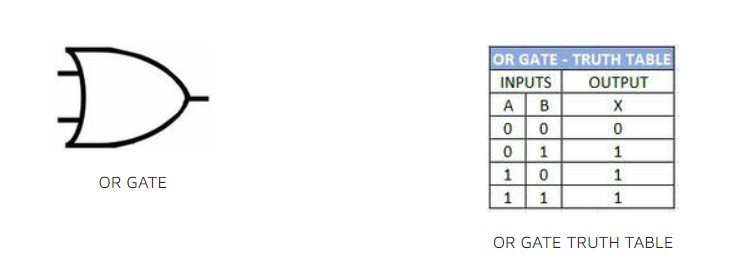 OR GATE - TRUTH TABLE
INPUTS OUTPUT
A B X
0 0 0
0 1 1
1 0 1
1 1 1
OR GATE
OR GATE TRUTH TABLE